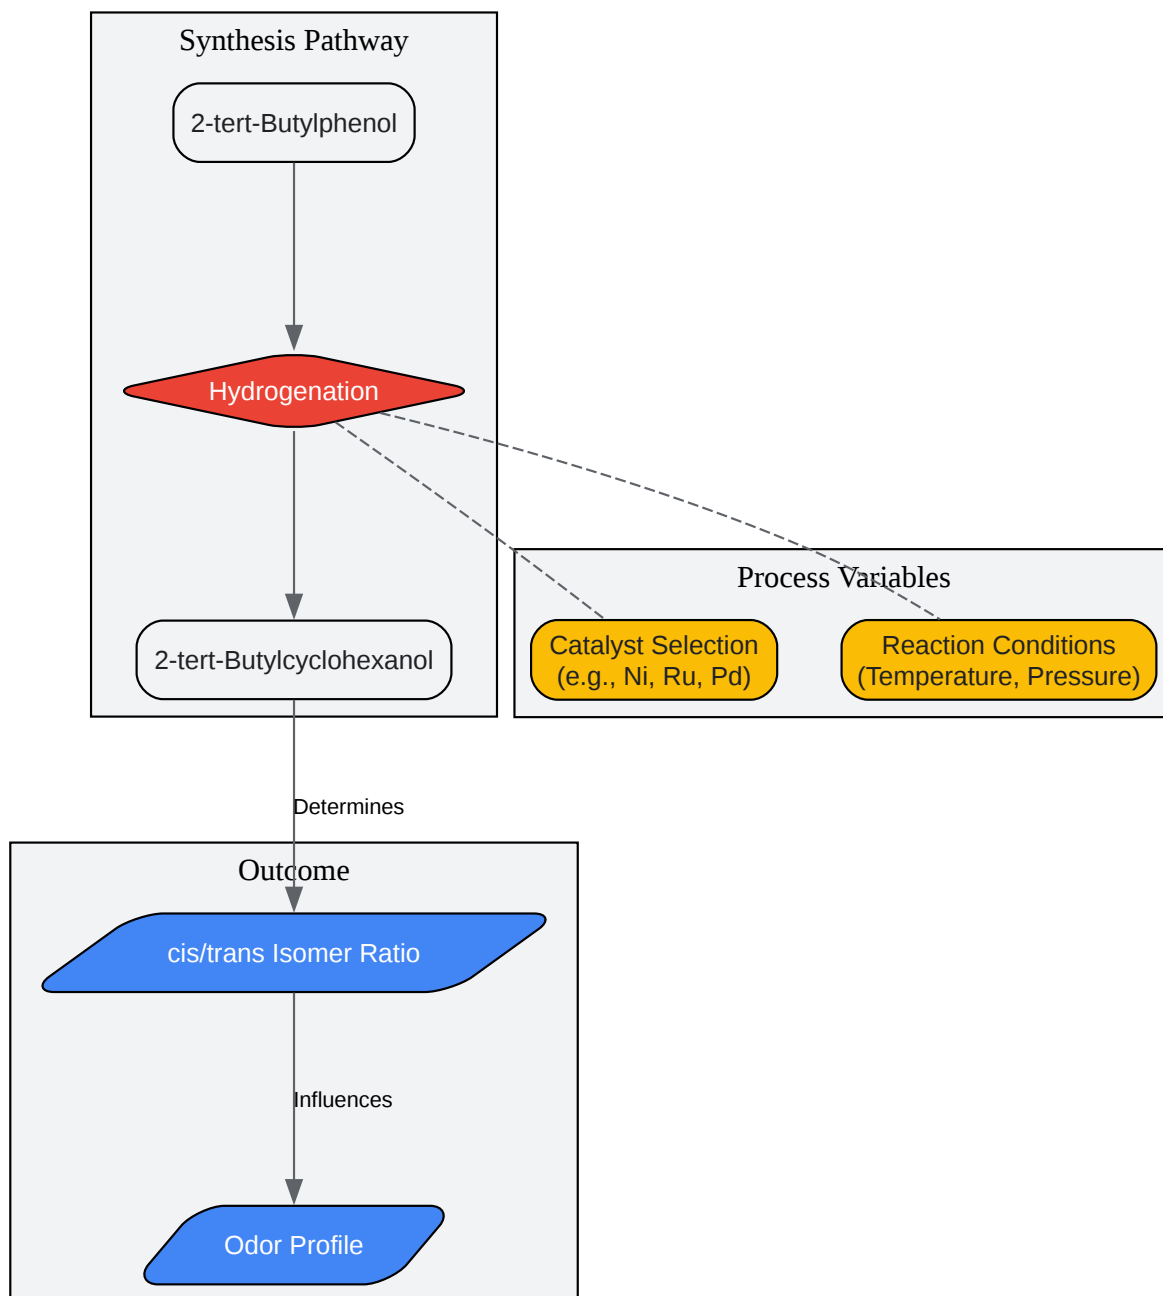 Synthesis Pathway
2-tert-Butylphenol
Hydrogenation
Process Variables
2-tert-Butylcyclohexanol
Catalyst Selection
(e.g., Ni, Ru, Pd)
Reaction Conditions
(Temperature, Pressure)
Determines
Outcome
cis/trans Isomer Ratio
Influences
Odor Profile